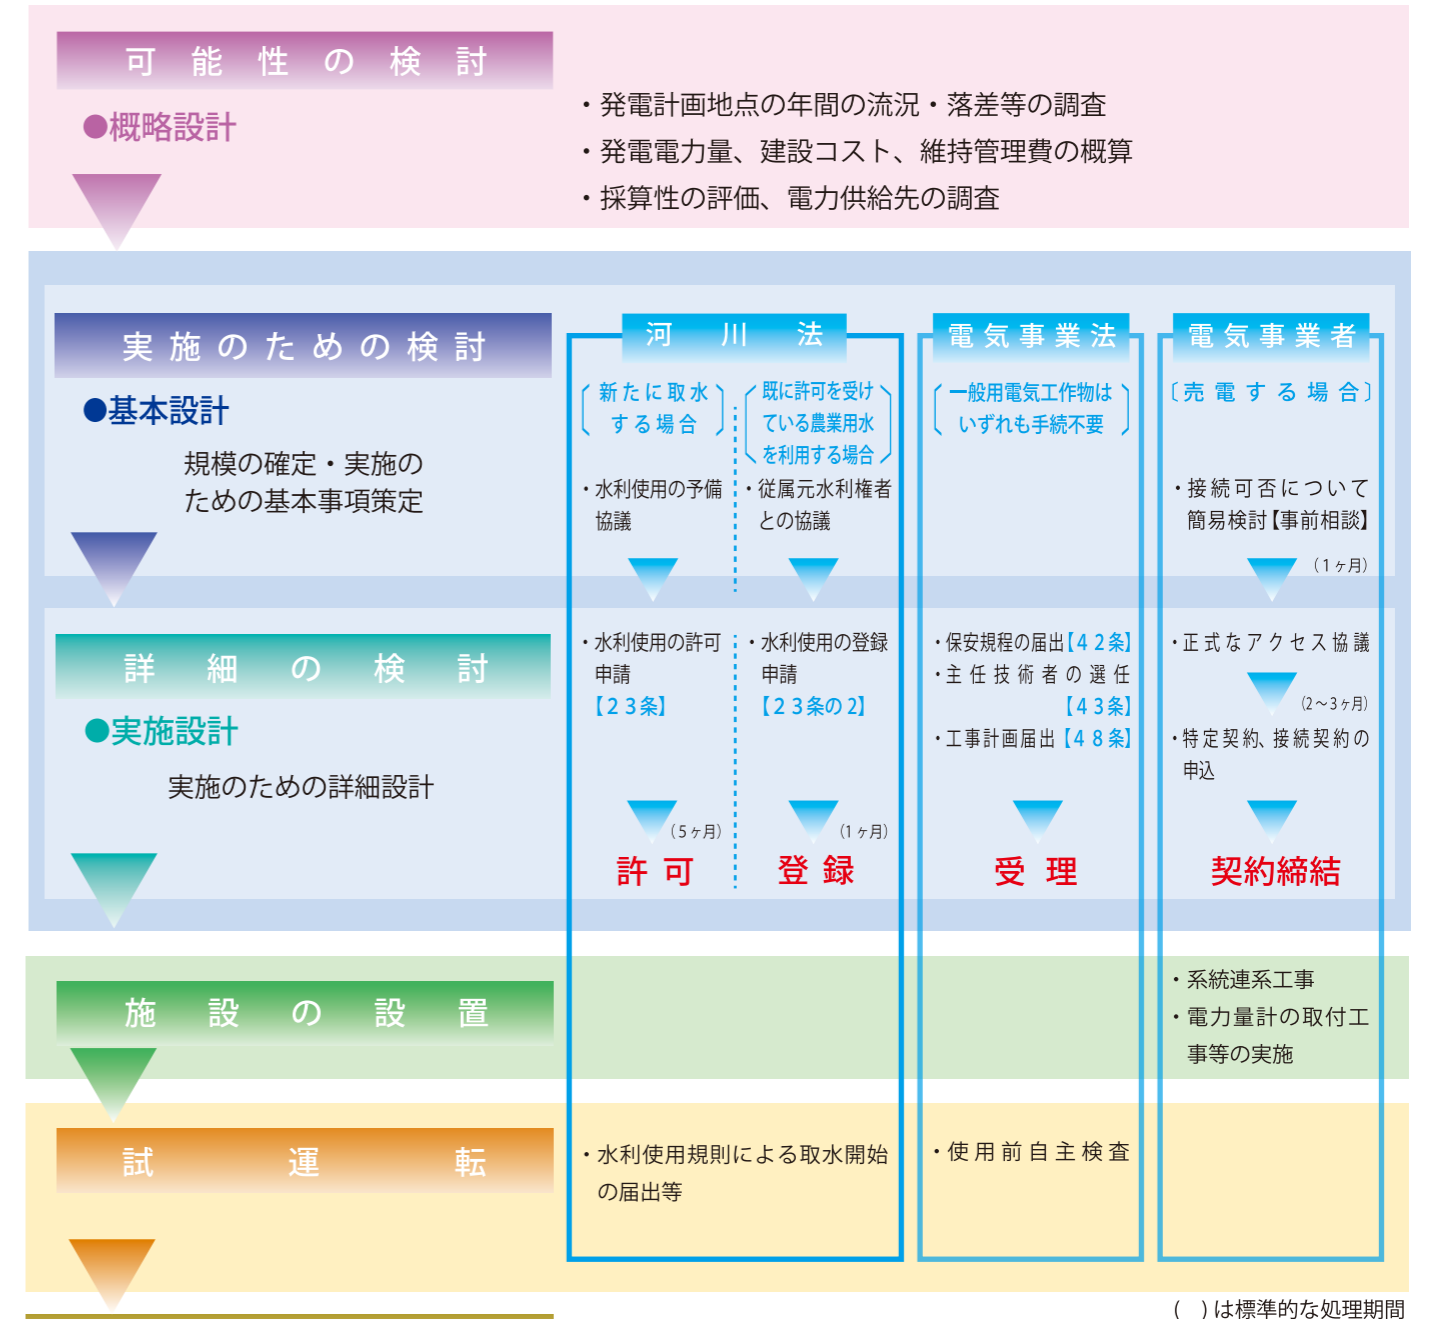 可能性の検討
●概略設計
・発電計画地点の年間の流況・落差等の調査
・発電電力量、建設コスト、維持管理費の概算
・採算性の評価、電力供給先の調査
実施のための検討
●基本設計
規模の確定・実施の
ための基本事項策定
河川法
新たに取水
する場合
・水利使用の予備
協議
既に許可を受け
ている農業用水
を利用する場合
・従属元水利権者
との協議
電気事業法
一般用電気工作物は
いずれも手続不要
電気事業者
〔売電する場合〕
・接続可否について
簡易検討【事前相談】
（1ヶ月）
詳細の検討
●実施設計
実施のための詳細設計
・水利使用の許可
申請
【23条】
（5ヶ月）
許可
・水利使用の登録
申請
【23条の2】
（1ヶ月）
登録
・保安規程の届出【42条】
・主任技術者の選任
【43条】
・工事計画届出【48条】
受理
・正式なアクセス協議
（2～3ヶ月）
・特定契約、接続契約の
申込
契約締結
施設の設置
・系統連系工事
・電力量計の取付工
事等の実施
試運転
・水利使用規則による取水開始
の届出等
・使用前自主検査
(　)は標準的な処理期間